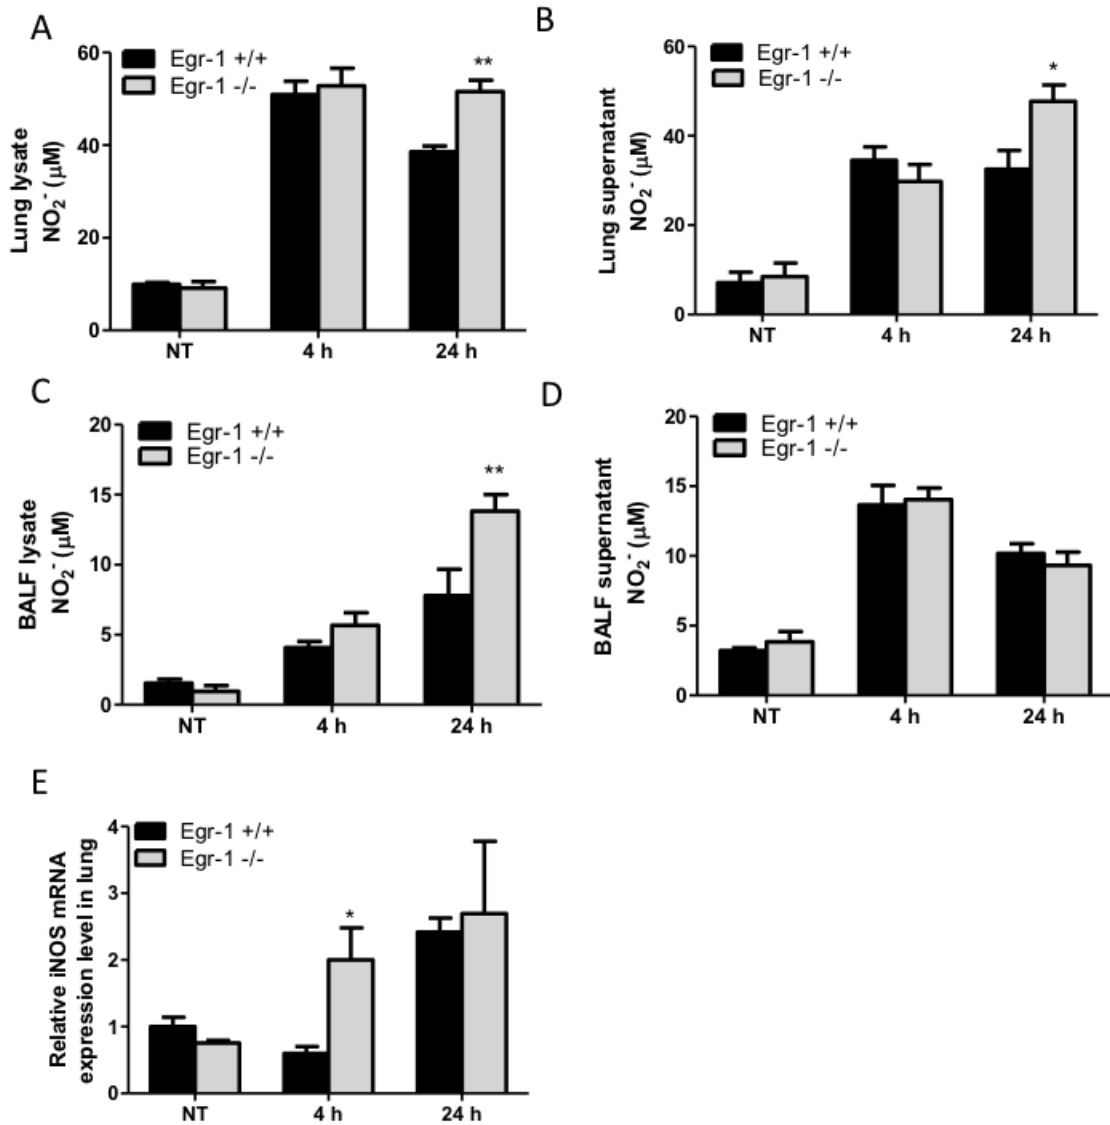 A
60
40
20
0
Lung lysate
NO₂⁻ (µM)
Egr-1 +/+
Egr-1 -/-
**
NT
4 h
24 h
B
60
40
20
0
Lung supernatant
NO₂⁻ (µM)
Egr-1 +/+
Egr-1 -/-
*
NT
4 h
24 h
C
20
15
10
5
0
BALF lysate
NO₂⁻ (µM)
Egr-1 +/+
Egr-1 -/-
**
NT
4 h
24 h
D
20
15
10
5
0
BALF supernatant
NO₂⁻ (µM)
Egr-1 +/+
Egr-1 -/-
NT
4 h
24 h
E
4
3
2
1
0
Relative iNOS mRNA
expression level in lung
Egr-1 +/+
Egr-1 -/-
*
NT
4 h
24 h